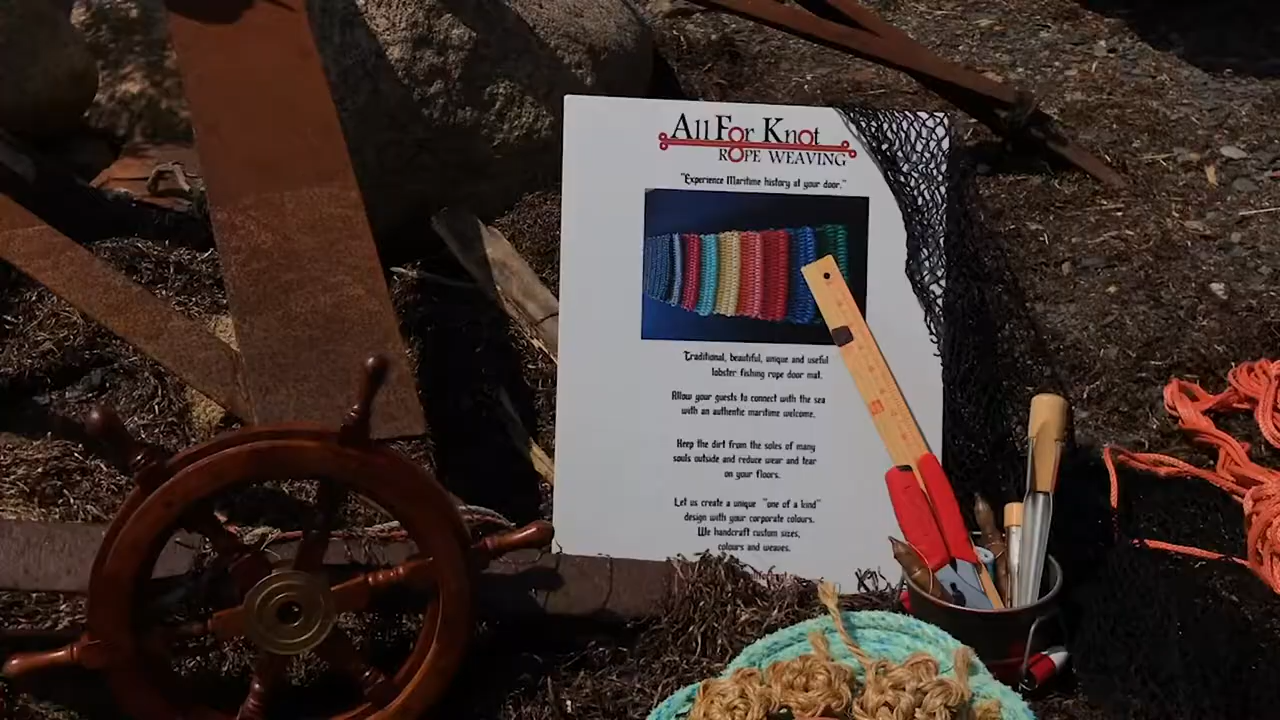 All For Knot
ROPE WEAVING
"Experience Maritime history at your door."
Traditional, beautiful, unique and useful
lobster fishing rope door mat.
Allow your guests to connect with the sea
with an authentic maritime welcome.
Keep the dirt from the soles of many
souls outside and reduce wear and tear
on your floors.
Let us create a unique "one of a kind"
design with your corporate colours.
We handcraft custom sizes,
colours and weaves.